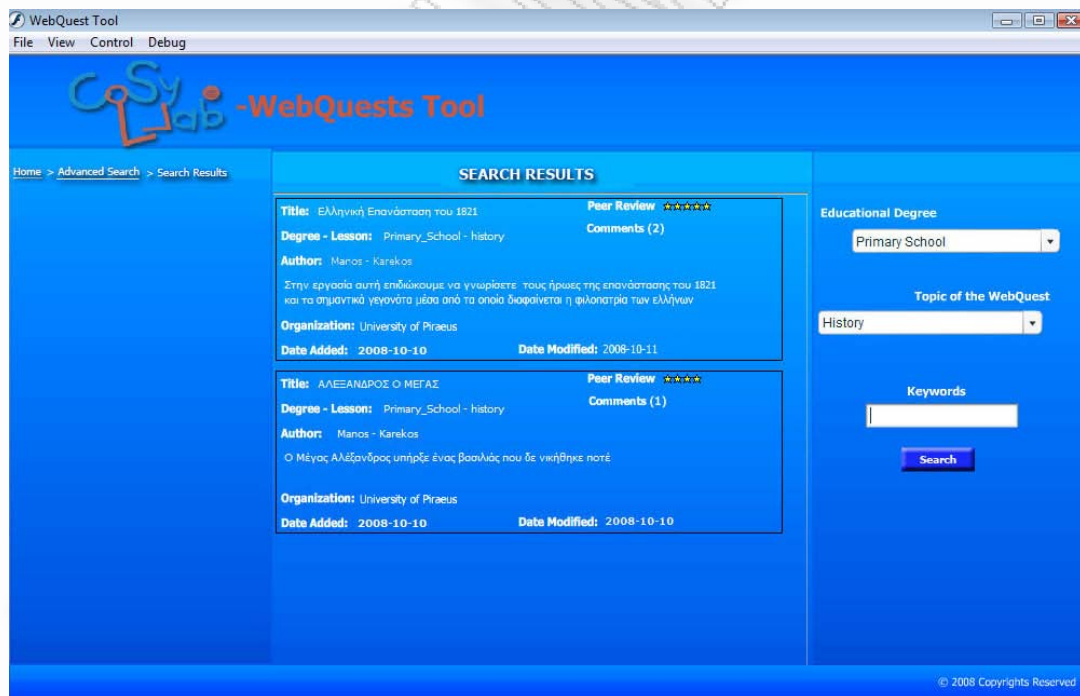 WebQuest Tool
File View Control Debug
CoSy Lab -WebQuests Tool
Home > Advanced Search > Search Results
SEARCH RESULTS
Title: Ελληνική Επανάσταση του 1821
Peer Review
Degree - Lesson: Primary_School - history
Comments (2)
Author: Manos - Karekos
Στην εργασία αυτή επιδιώκουμε να γνωρίσετε τους ήρωες της επανάστασης του 1821
και τα σημαντικά γεγονότα μέσα από τα οποία διαφαίνεται η φιλοπατρία των ελλήνων
Organization: University of Piraeus
Date Added: 2008-10-10 Date Modified: 2008-10-11
Title: ΑΛΕΞΑΝΔΡΟΣ Ο ΜΕΓΑΣ
Peer Review
Degree - Lesson: Primary_School - history
Comments (1)
Author: Manos - Karekos
Ο Μέγας Αλέξανδρος υπήρξε ένας βασιλιάς που δε νικήθηκε ποτέ
Organization: University of Piraeus
Date Added: 2008-10-10 Date Modified: 2008-10-10
Educational Degree
Primary School
Topic of the WebQuest
History
Keywords
Search
© 2008 Copyrights Reserved